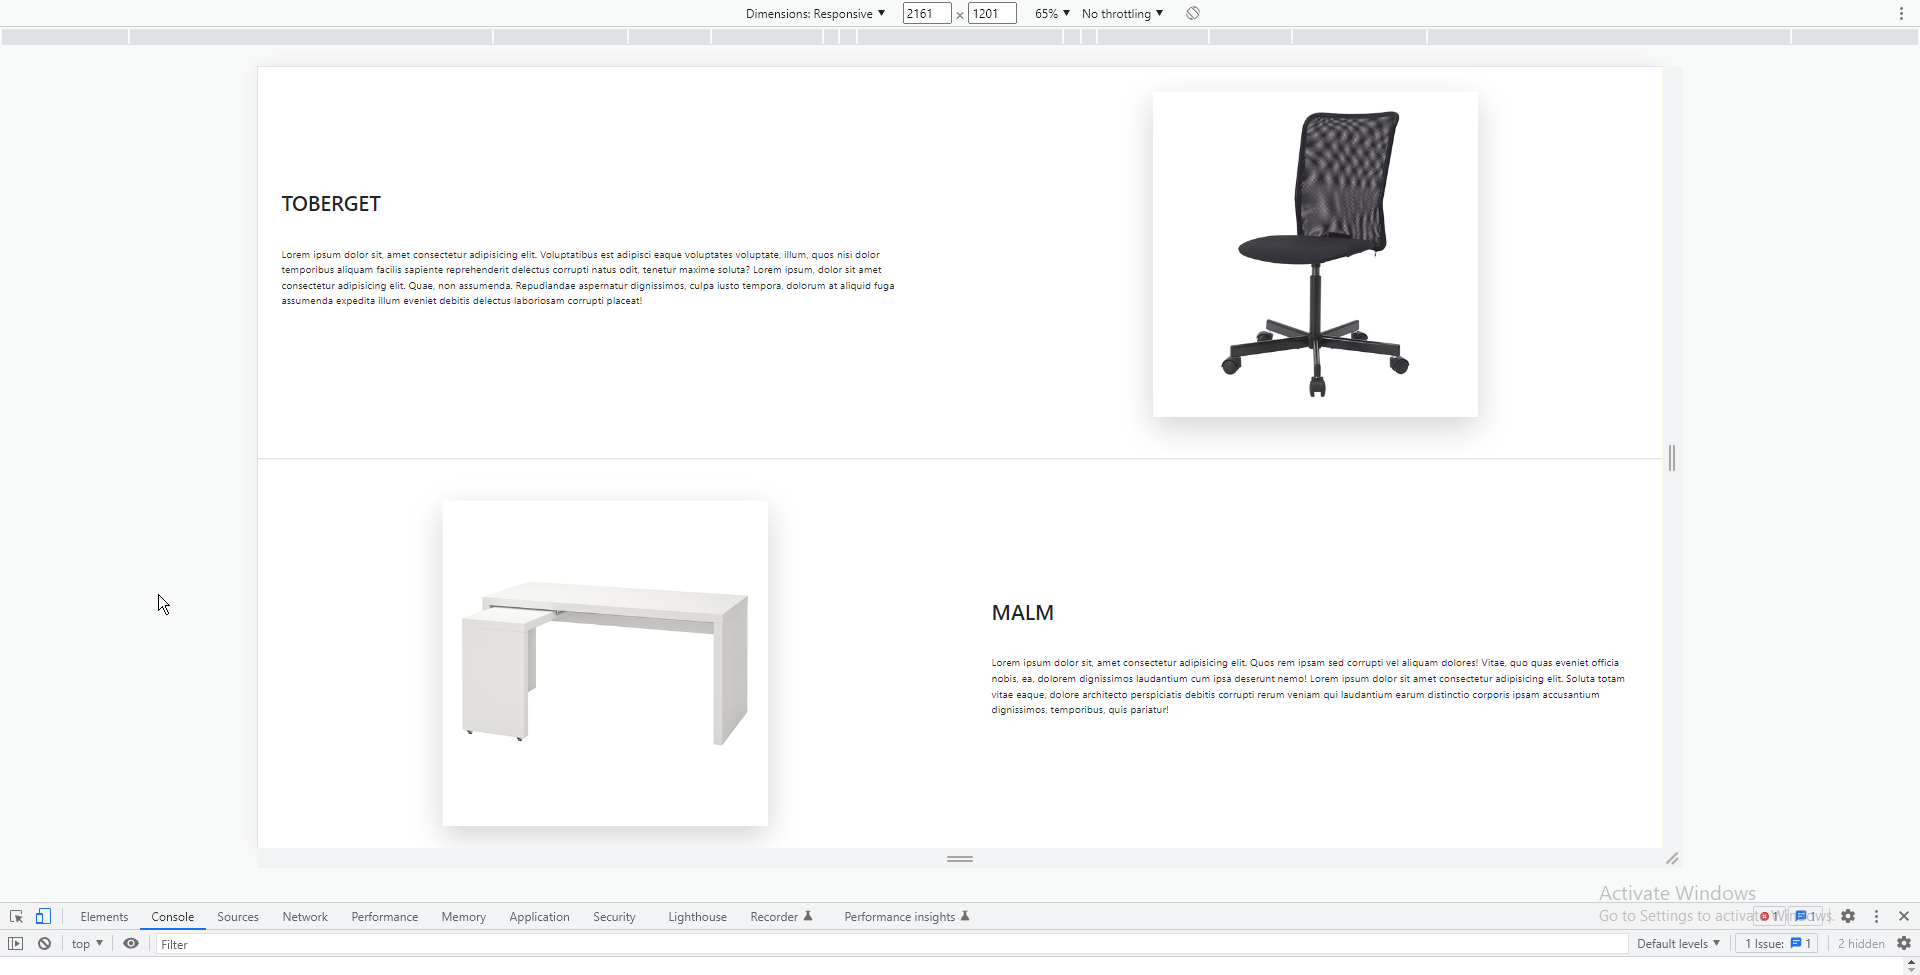 Dimensions: Responsive 2161 × 1201 65% No throttling
TOBERGET
Lorem ipsum dolor sit, amet consectetur adipisicing elit. Voluptatibus est adipisci eaque voluptates voluptate, illum, quos nisi dolor
temporibus aliquam facilis sapiente reprehenderit delectus corrupti natus odit, tenetur maxime soluta? Lorem ipsum, dolor sit amet
consectetur adipisicing elit. Quae, non assumenda. Repudiandae aspernatur dignissimos, culpa iusto tempora, dolorum at aliquid fuga
assumenda expedita illum eveniet debitis delectus laboriosam corrupti placeat!
MALM
Lorem ipsum dolor sit, amet consectetur adipisicing elit. Quos rem ipsam sed corrupti vel aliquam dolores! Vitae, quo quas eveniet officia
nobis, ea, dolorem dignissimos laudantium cum ipsa deserunt nemo! Lorem ipsum dolor sit amet consectetur adipisicing elit. Soluta totam
vitae eaque, dolore architecto perspiciatis debitis corrupti rerum veniam qui laudantium earum distinctio corporis ipsam accusantium
dignissimos, temporibus, quis pariatur!
Activate Windows
Go to Settings to activate Windows.
Elements Console Sources Network Performance Memory Application Security Lighthouse Recorder Performance insights 1 1
top Filter Default levels 1 Issue: 1 2 hidden